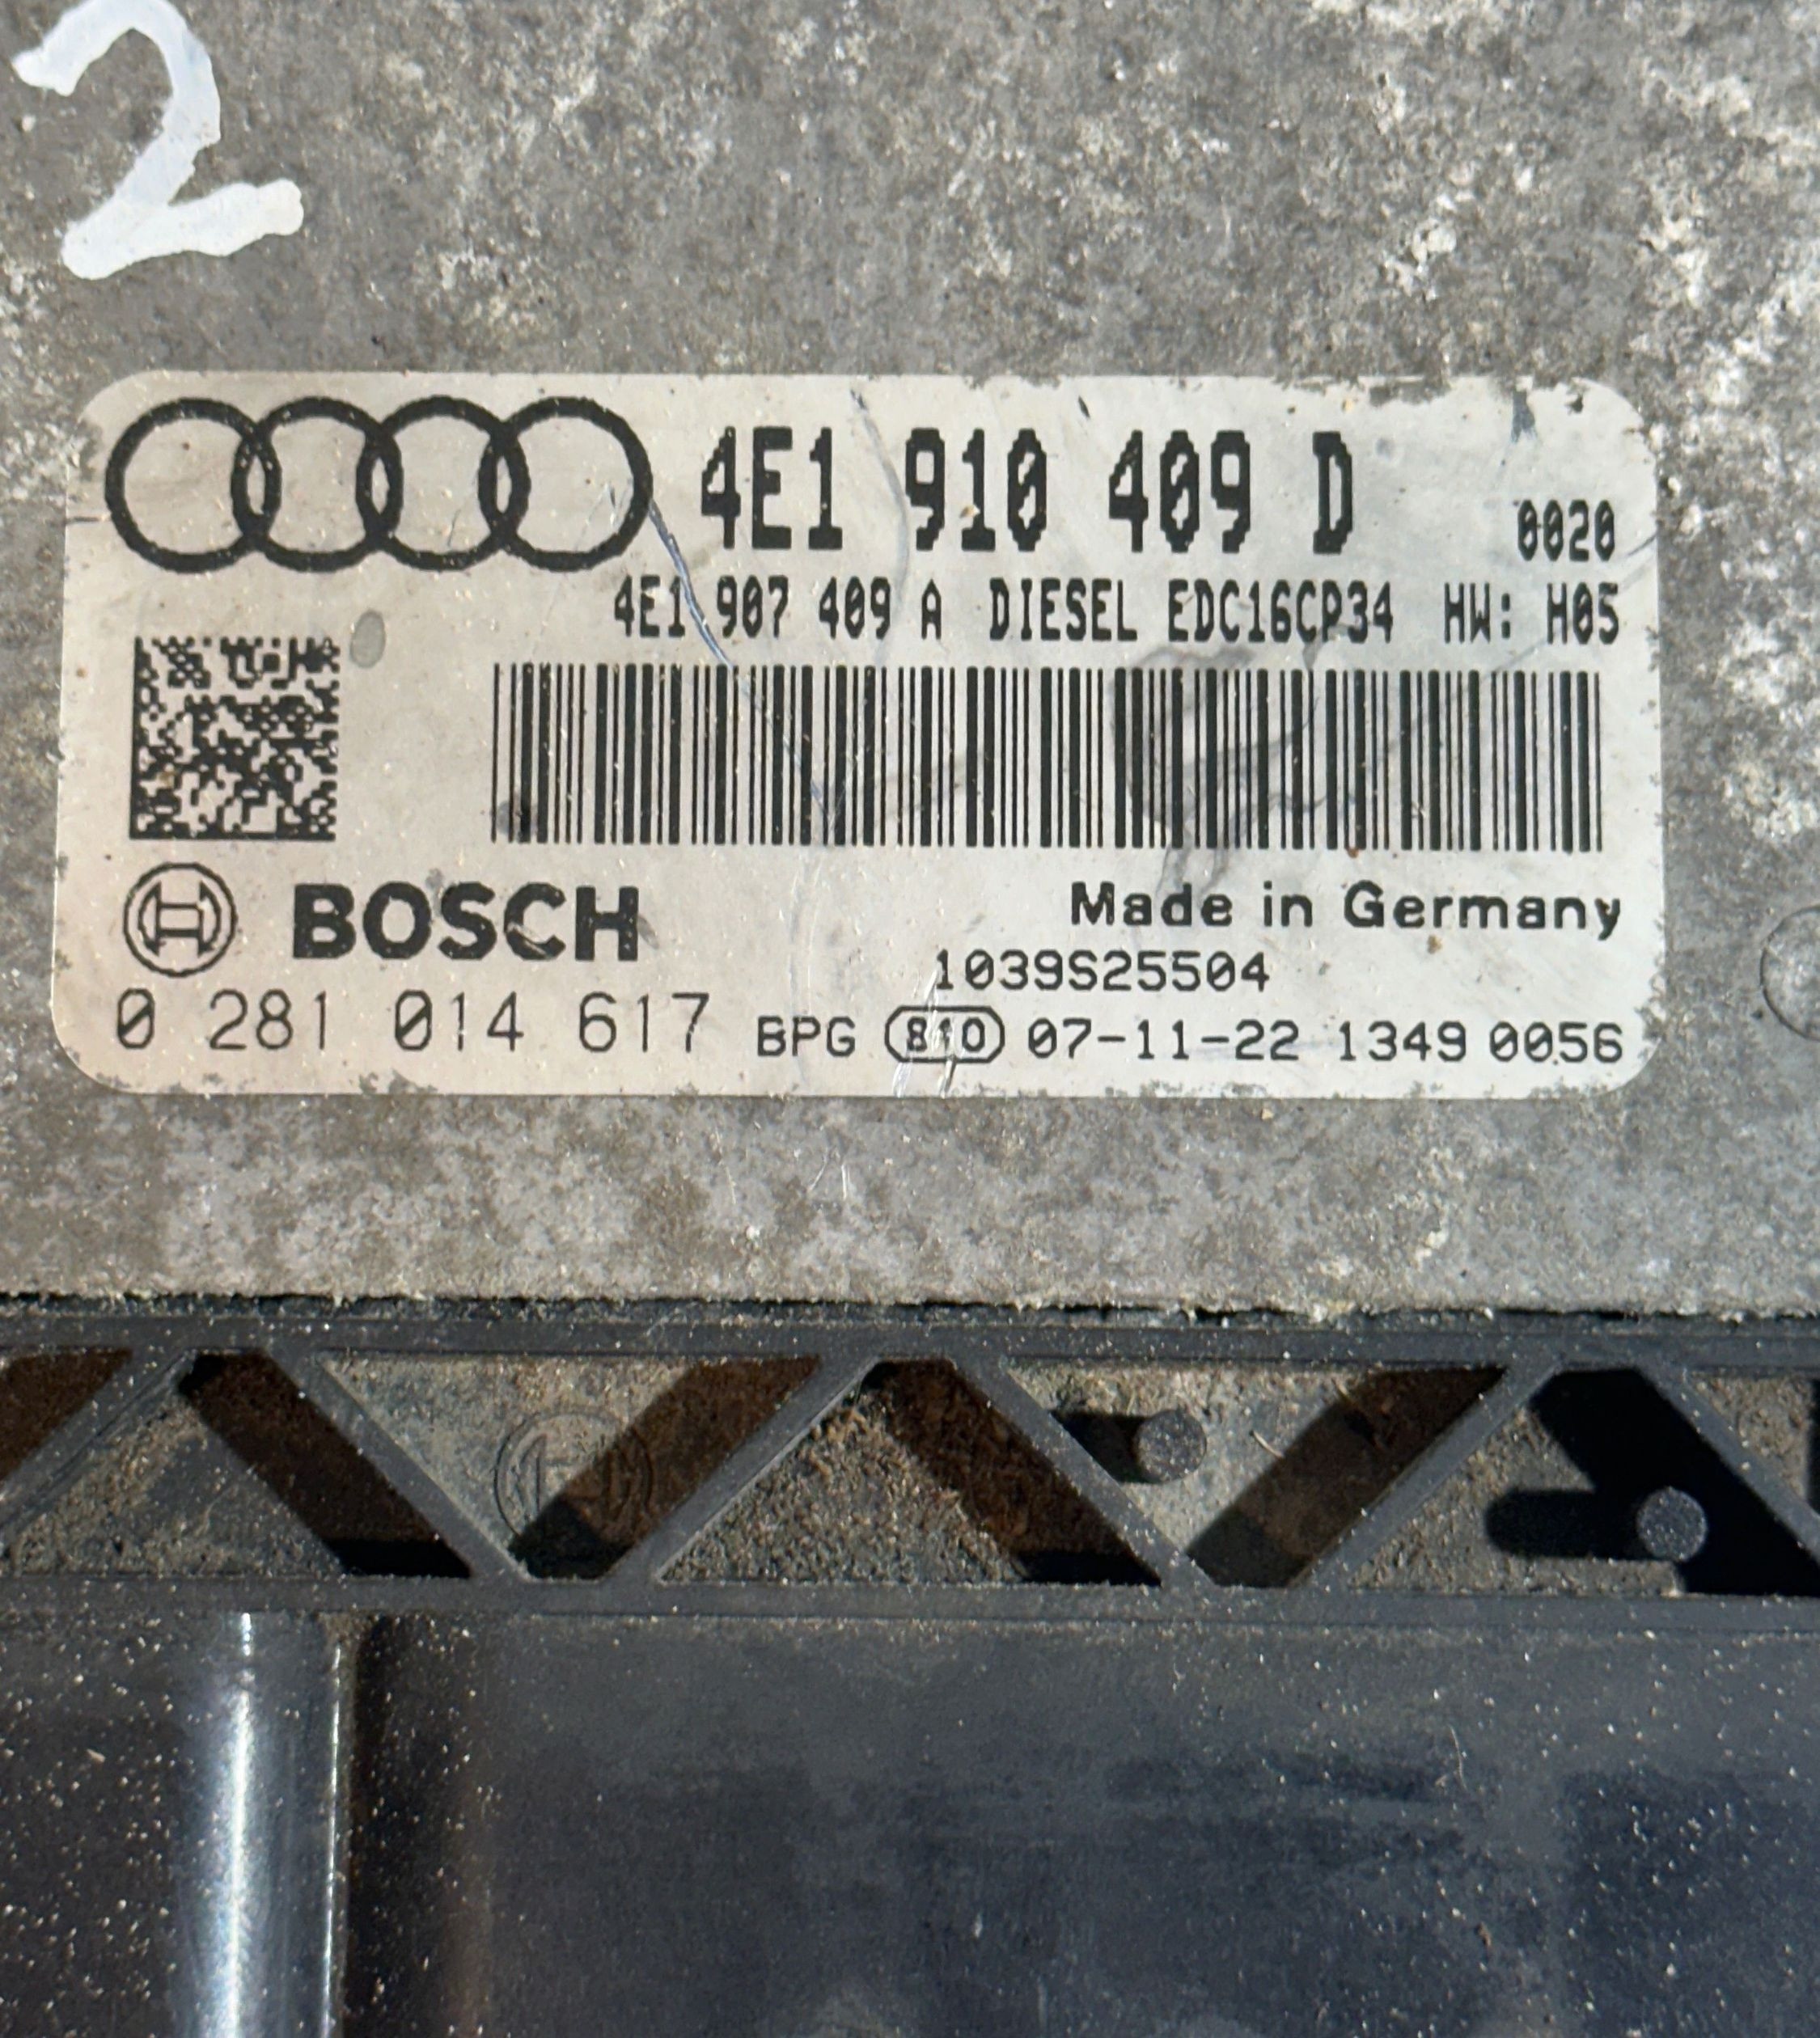 2
4E1 910 409 D 0020
4E1 907 409 A DIESEL EDC16CP34 HW: H05
BOSCH Made in Germany
1039S25504
0 281 014 617 BPG 810 07-11-22 1349 0056